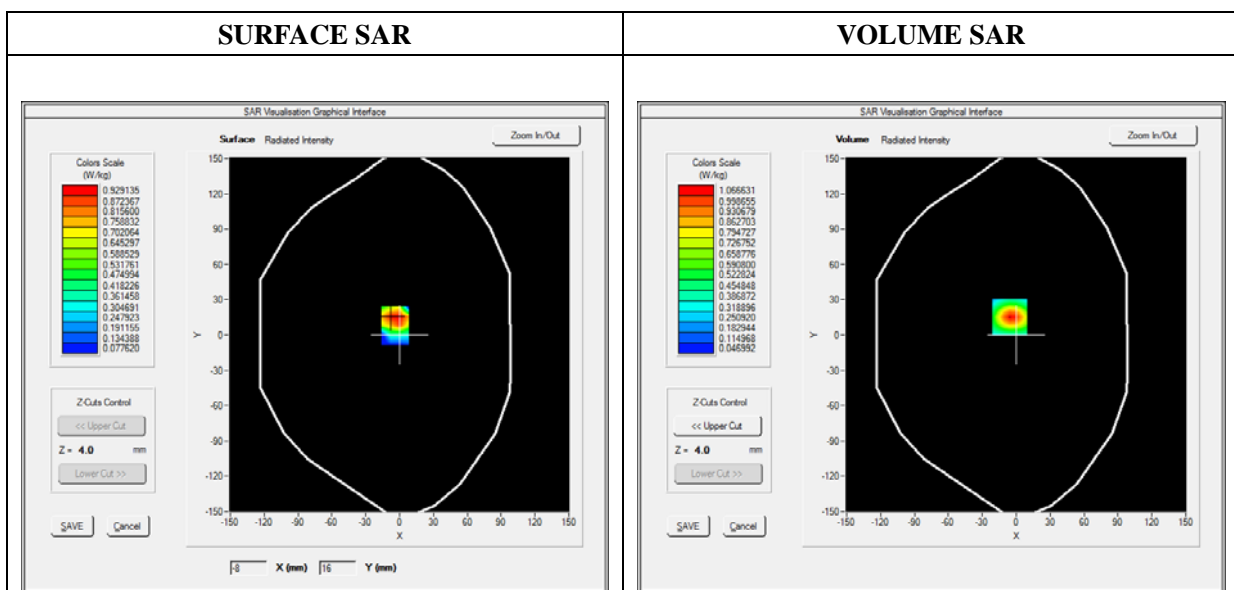 SURFACE SAR
SAR Visualisation Graphical Interface
Surface Radiated Intensity
Zoom In/Out
Colors Scale
(W/kg)
0.929135
0.872367
0.815600
0.758832
0.702064
0.645297
0.588529
0.531761
0.474994
0.418226
0.361458
0.304691
0.247923
0.191155
0.134388
0.077620
Z-Cuts Control
<< Upper Cut
Z = 4.0 mm
Lower Cut >>
SAVE Cancel
150
120
90
60
30
0
-30
-60
-90
-120
-150
Y
-150 -120 -90 -60 -30 0 30 60 90 120 150
X
-8 X (mm) 16 Y (mm)
VOLUME SAR
SAR Visualisation Graphical Interface
Volume Radiated Intensity
Zoom In/Out
Colors Scale
(W/kg)
1.066631
0.998655
0.930679
0.862703
0.794727
0.726752
0.658776
0.590800
0.522824
0.454848
0.386872
0.318896
0.250920
0.182944
0.114968
0.046992
Z-Cuts Control
<< Upper Cut
Z = 4.0 mm
Lower Cut >>
SAVE Cancel
150
120
90
60
30
0
-30
-60
-90
-120
-150
Y
-150 -120 -90 -60 -30 0 30 60 90 120 150
X